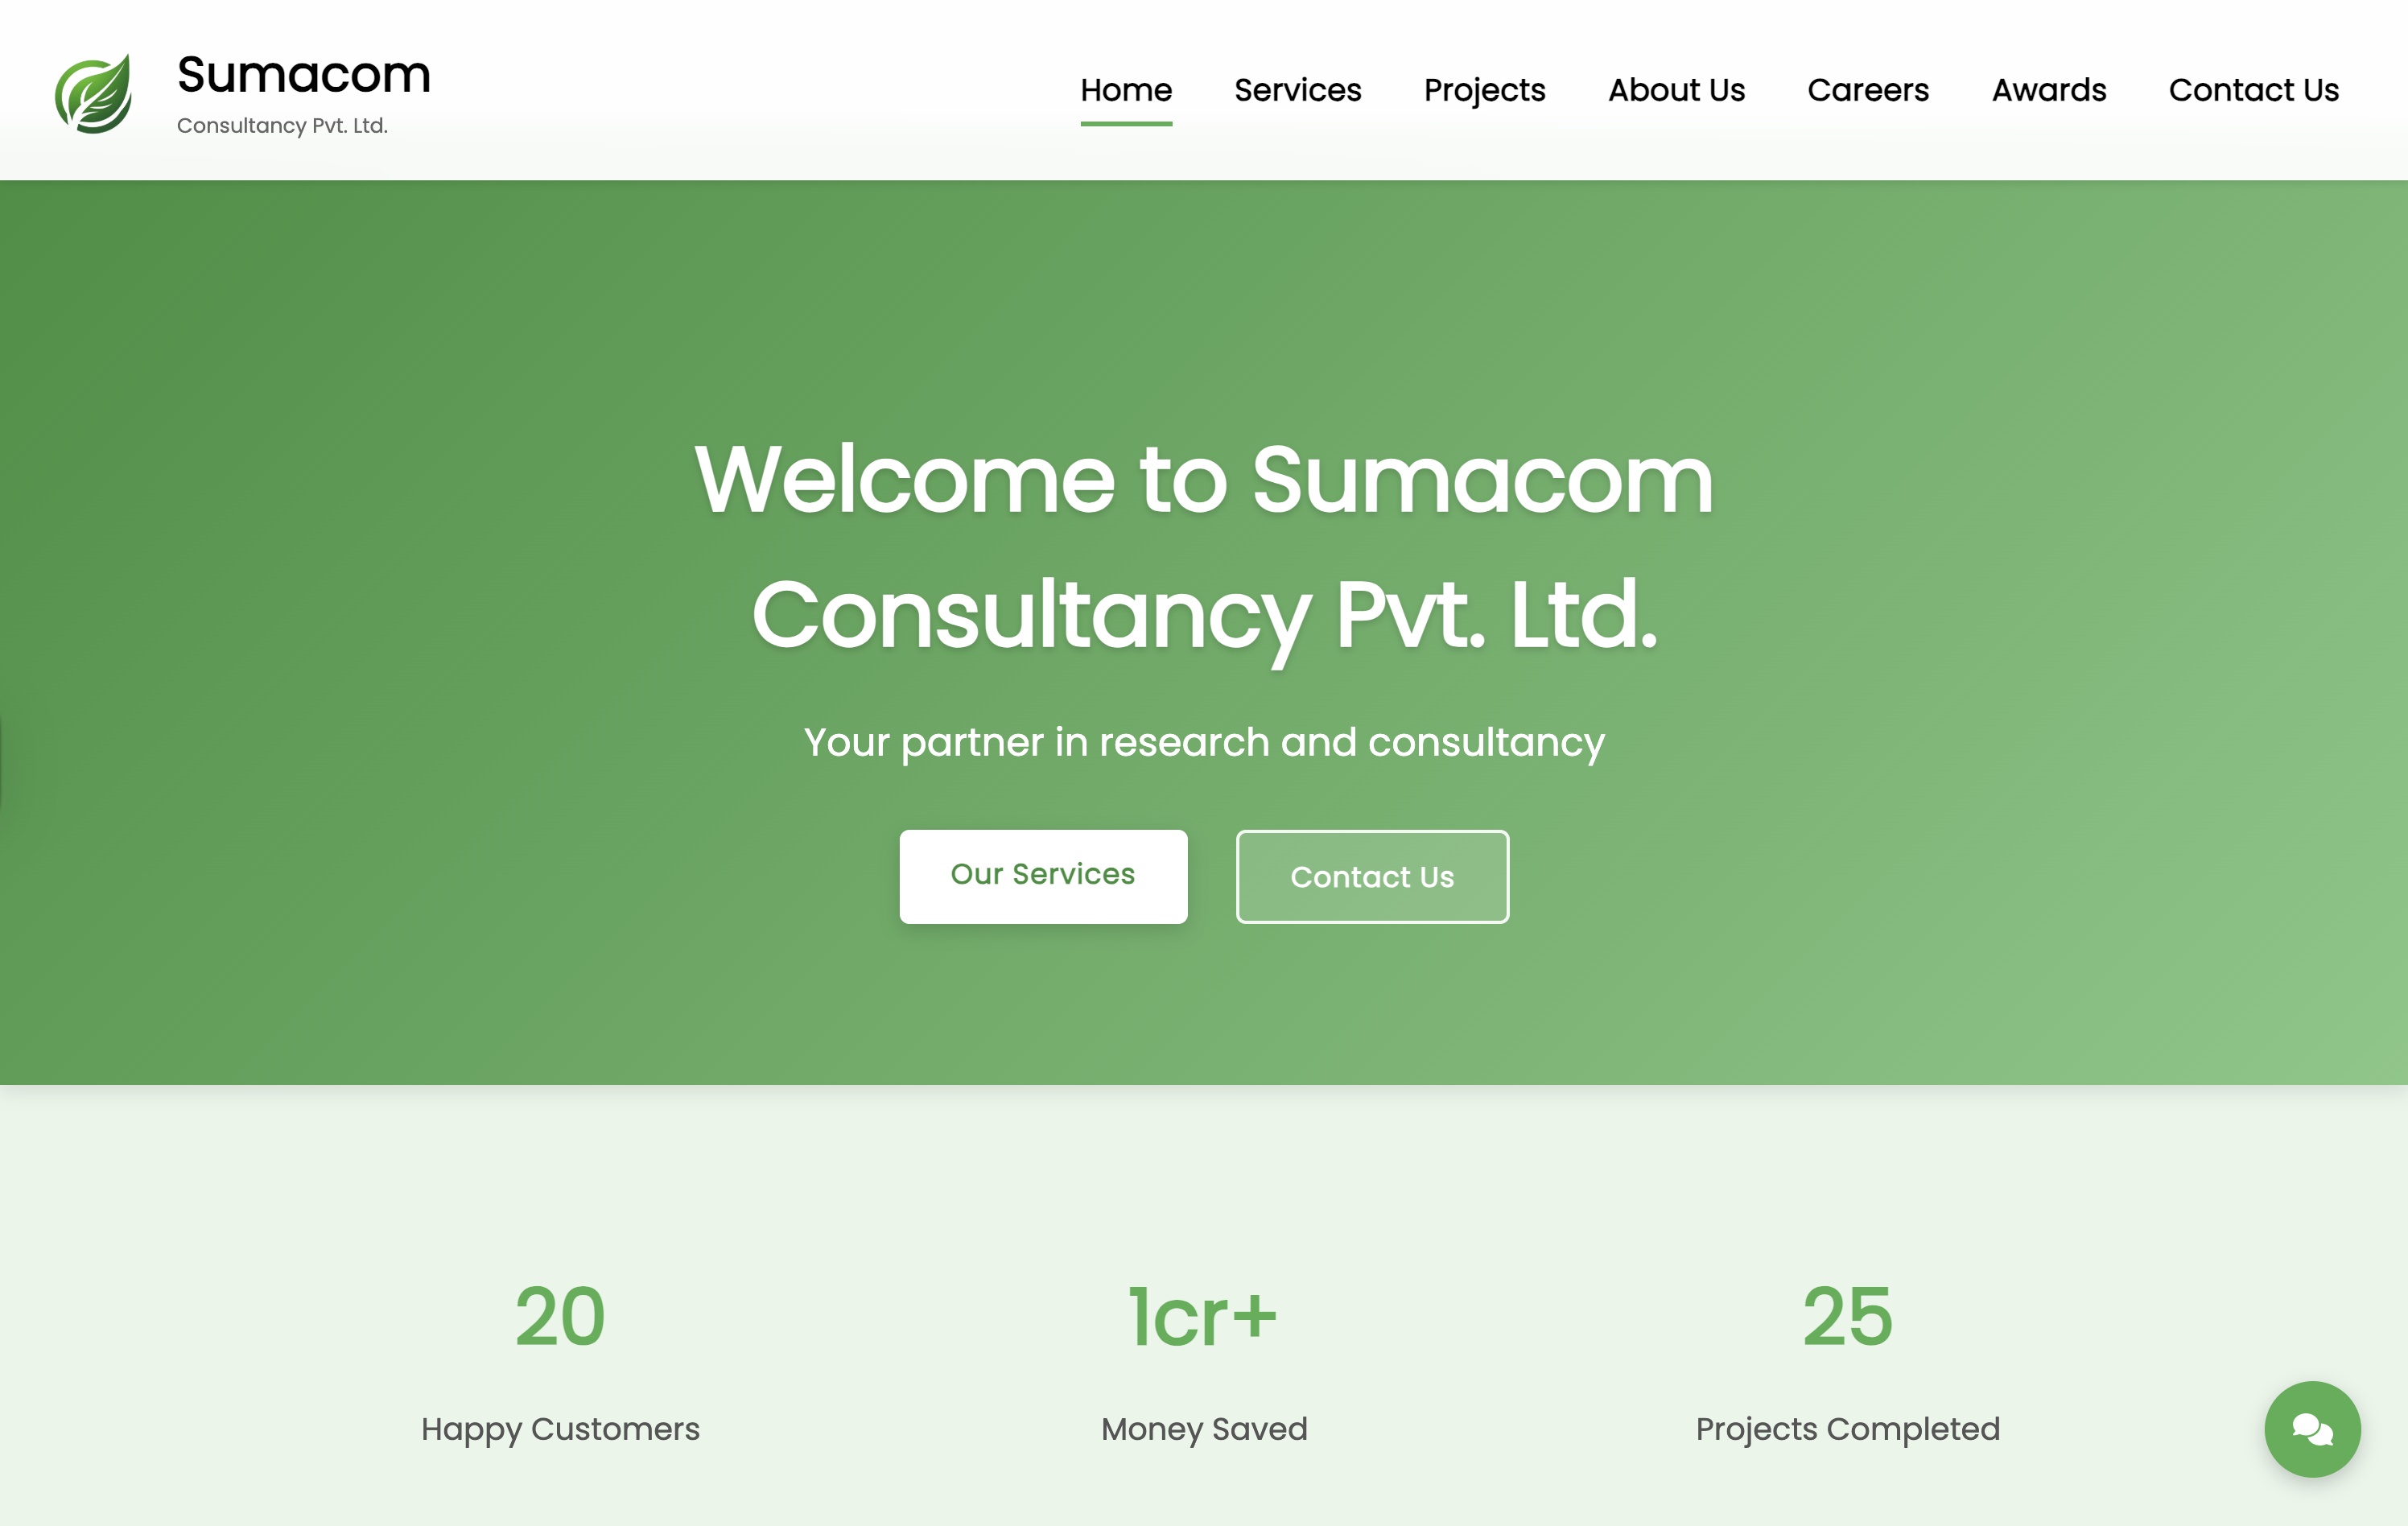 Sumacom
Consultancy Pvt. Ltd.
Home Services Projects About Us Careers Awards Contact Us
Welcome to Sumacom
Consultancy Pvt. Ltd.
Your partner in research and consultancy
Our Services Contact Us
20 1cr+ 25
Happy Customers Money Saved Projects Completed